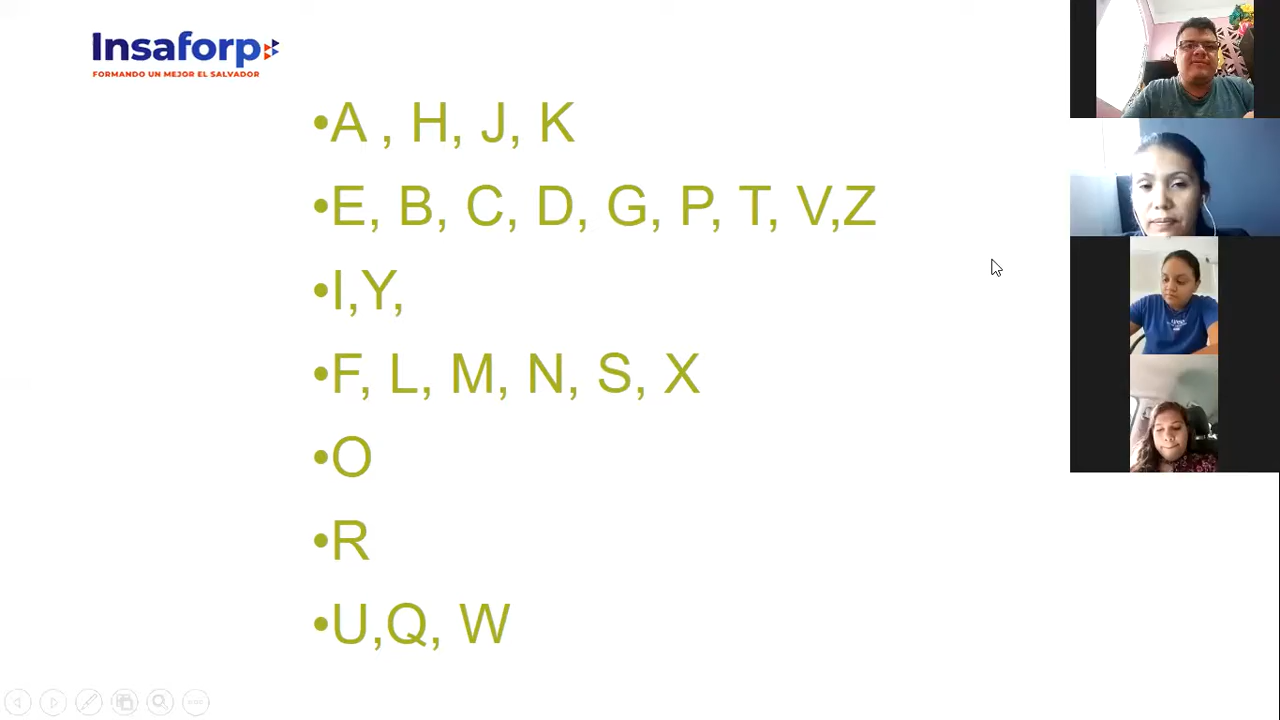 Insaforp
FORMANDO UN MEJOR EL SALVADOR
•A , H, J, K
•E, B, C, D, G, P, T, V,Z
•I,Y,
•F, L, M, N, S, X
•O
•R
•U,Q, W